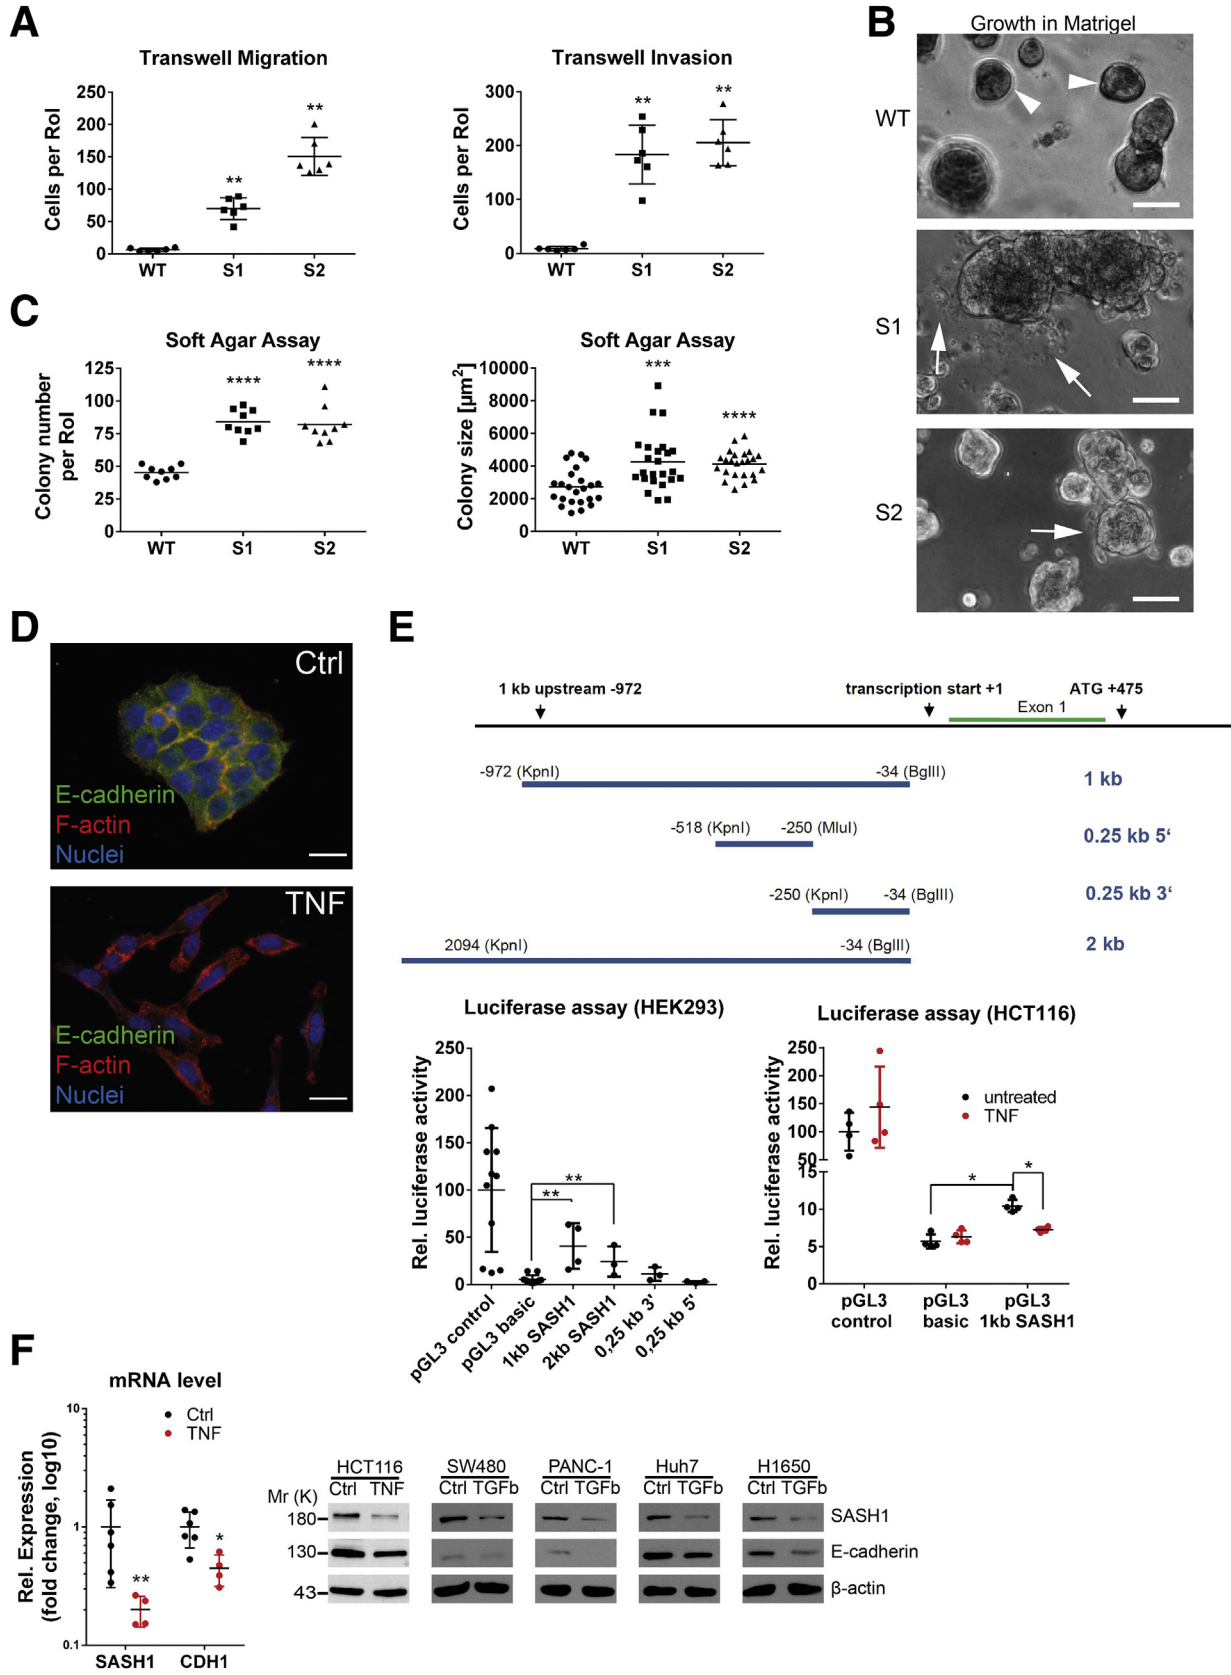 A
Transwell Migration
Cells per RoI
250
200
150
100
50
0
**
**
WT
S1
S2
Transwell Invasion
Cells per RoI
300
200
100
0
**
**
WT
S1
S2
B
Growth in Matrigel
WT
S1
S2
C
Soft Agar Assay
Colony number
per RoI
125
100
75
50
25
0
****
****
WT
S1
S2
Soft Agar Assay
Colony size [µm²]
10000
8000
6000
4000
2000
0
***
****
WT
S1
S2
D
Ctrl
E-cadherin
F-actin
Nuclei
TNF
E-cadherin
F-actin
Nuclei
E
1 kb upstream -972
transcription start +1
ATG +475
Exon 1
-972 (KpnI)
-34 (BglII)
1 kb
-518 (KpnI)
-250 (MluI)
0.25 kb 5‘
-250 (KpnI)
-34 (BglII)
0.25 kb 3‘
2094 (KpnI)
-34 (BglII)
2 kb
Luciferase assay (HEK293)
Rel. luciferase activity
250
200
150
100
50
0
**
**
pGL3 control
pGL3 basic
1kb SASH1
2kb SASH1
0,25 kb 3'
0,25 kb 5'
Luciferase assay (HCT116)
Rel. luciferase activity
250
200
150
100
50
15
10
5
0
untreated
TNF
*
*
pGL3
control
pGL3
basic
pGL3
1kb SASH1
F
mRNA level
Rel. Expression
(fold change, log10)
10
1
0.1
Ctrl
TNF
**
*
SASH1
CDH1
HCT116
SW480
PANC-1
Huh7
H1650
Ctrl TNF
Ctrl TGFb
Ctrl TGFb
Ctrl TGFb
Ctrl TGFb
Mr (K)
180
SASH1
130
E-cadherin
43
β-actin